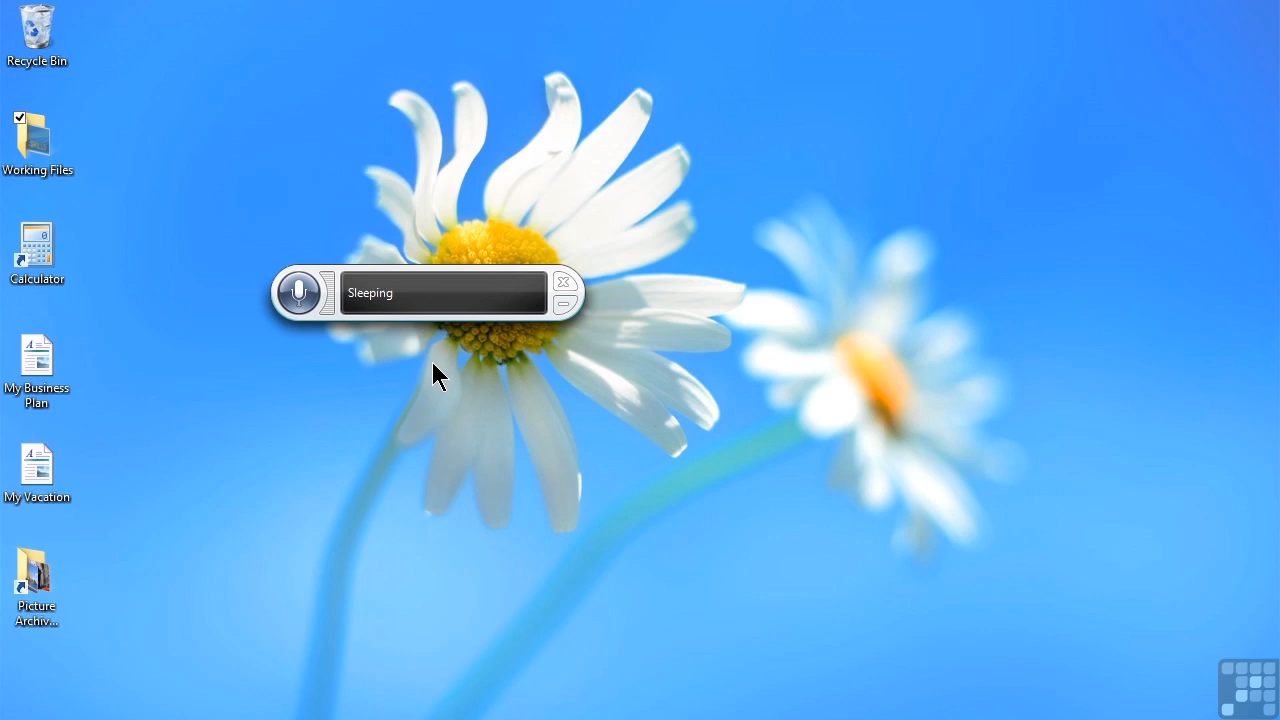 Recycle Bin
Working Files
Calculator
My Business
Plan
My Vacation
Picture
Archiv...
Sleeping